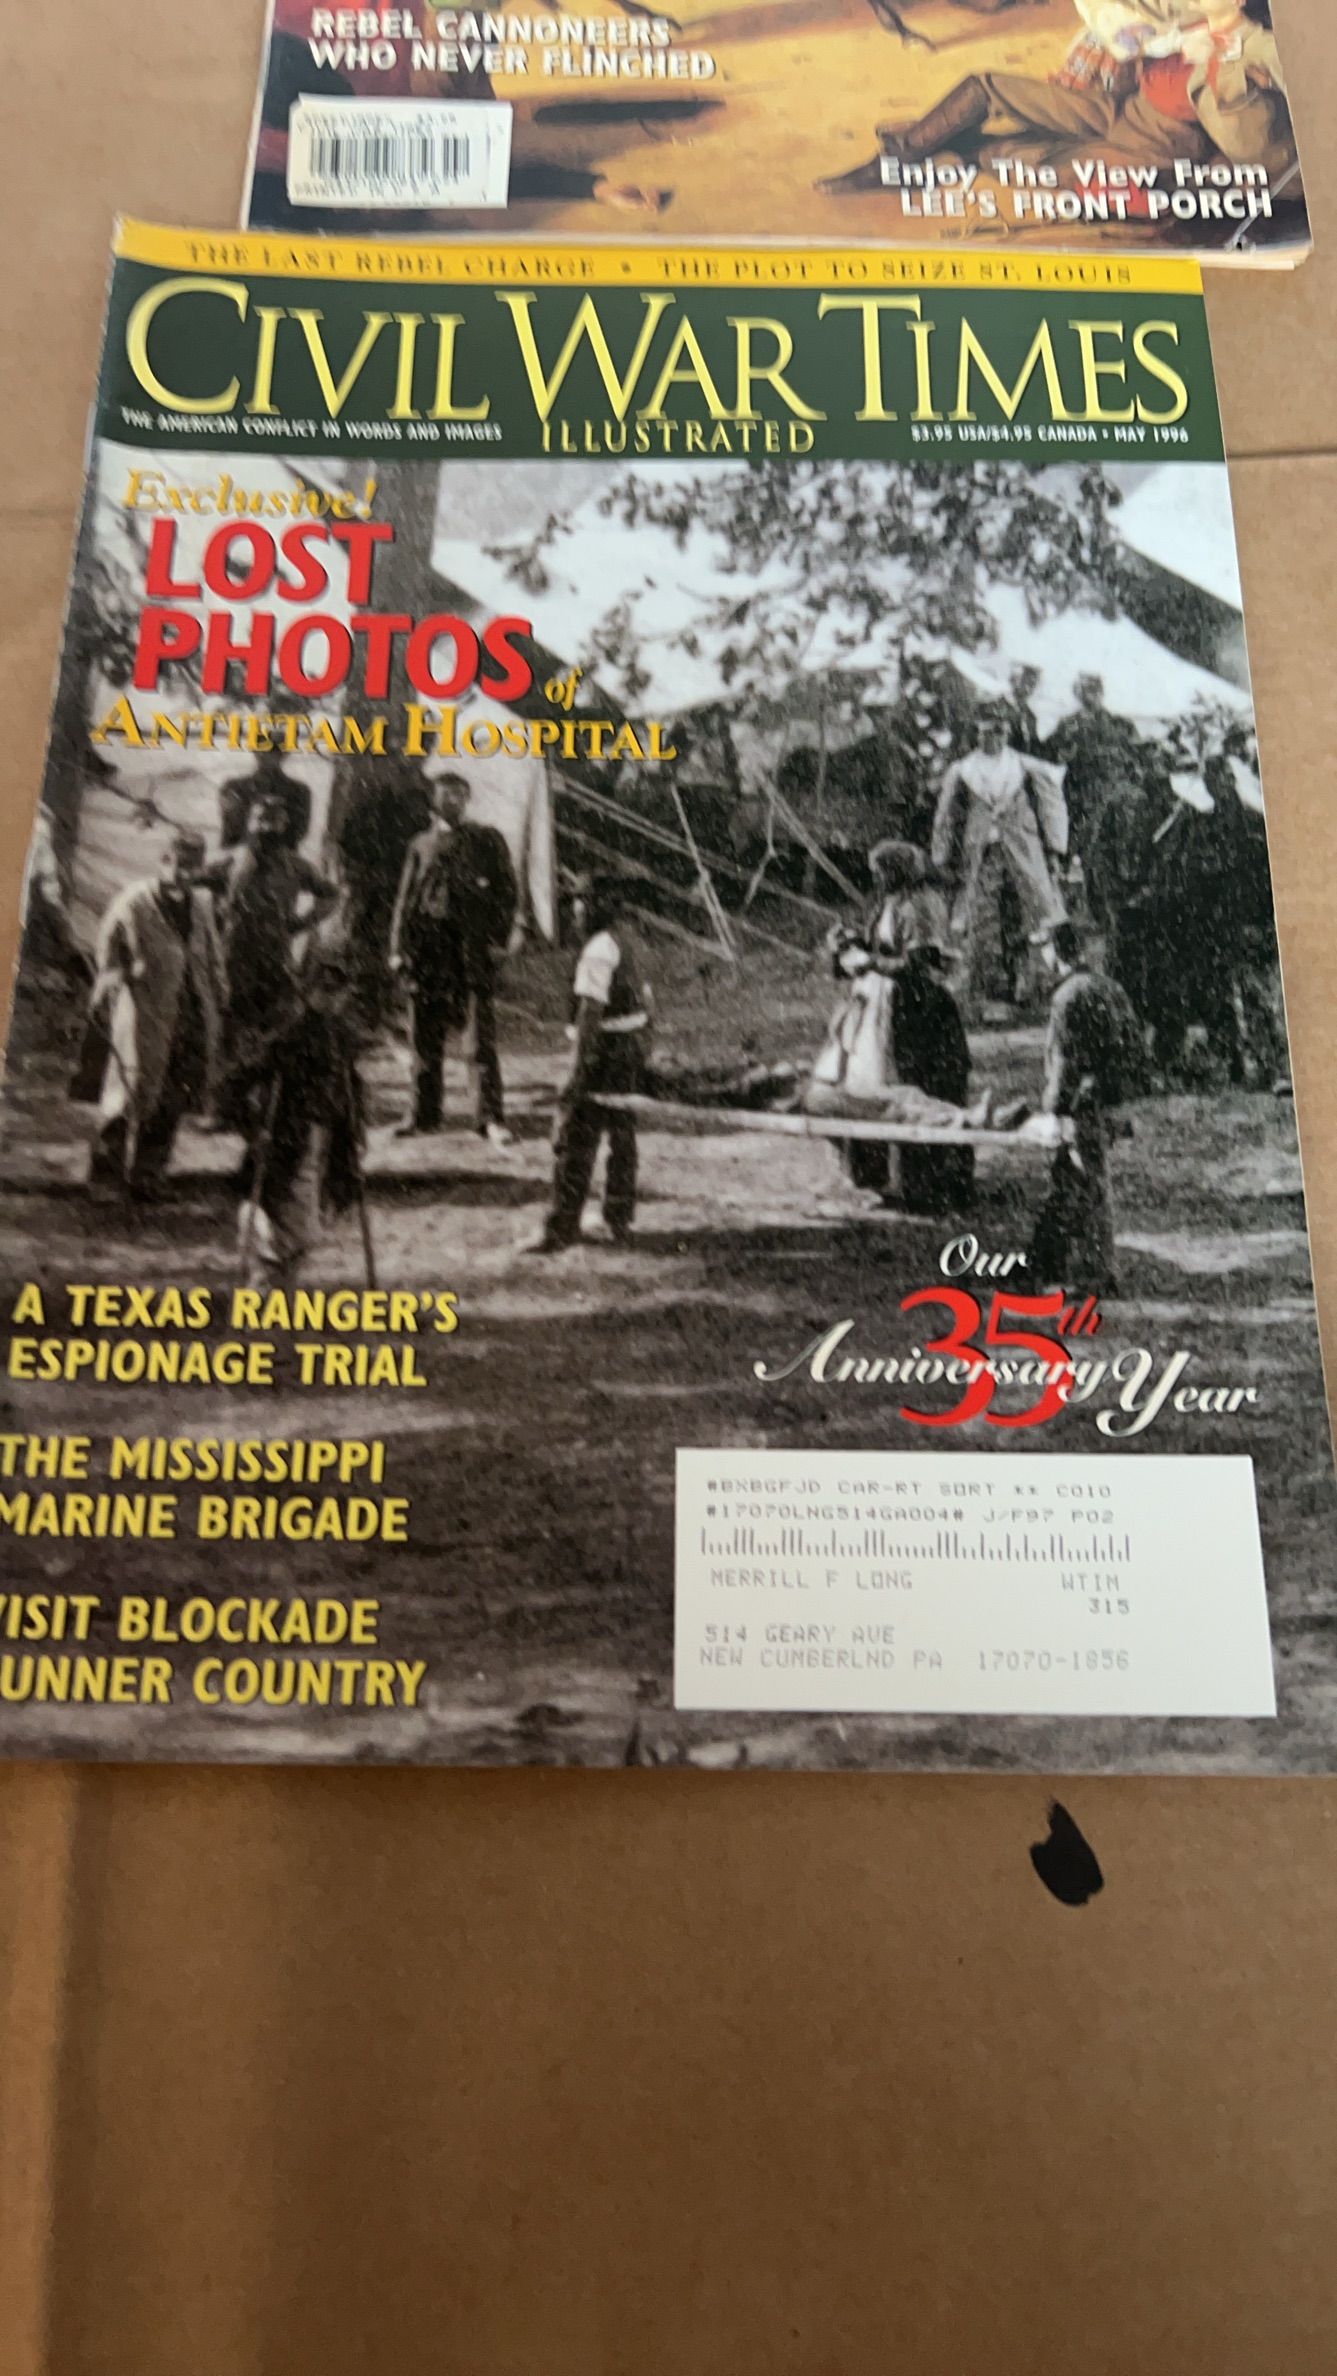 REBEL CANNONEERS
WHO NEVER FLINCHED
Enjoy The View From
LEE'S FRONT PORCH
THE LAST REBEL CHARGE • THE PLOT TO SEIZE ST. LOUIS
CIVIL WAR TIMES
ILLUSTRATED
THE AMERICAN CONFLICT IN WORDS AND IMAGES
$3.95 USA/$4.95 CANADA • MAY 1996
Exclusive!
LOST
PHOTOS of
ANTIETAM HOSPITAL
A TEXAS RANGER'S
ESPIONAGE TRIAL
THE MISSISSIPPI
MARINE BRIGADE
VISIT BLOCKADE
UNNER COUNTRY
Our
35th
Anniversary Year
#BXBGFJD CAR-RT SORT ** C010
#17070LNG514GA004# J/F97 P02
MERRILL F LONG WTIM
315
514 GEARY AVE
NEW CUMBERLND PA 17070-1856